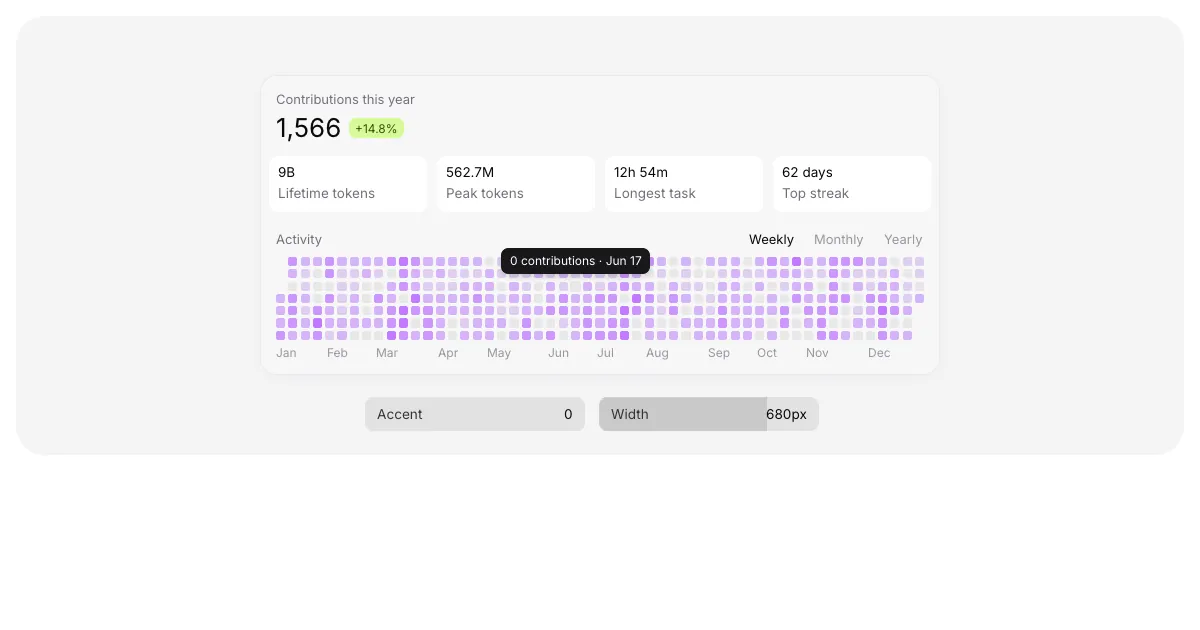 Contributions this year
1,566 +14.8%
9B 562.7M 12h 54m 62 days
Lifetime tokens Peak tokens Longest task Top streak
Activity Weekly Monthly Yearly
0 contributions · Jun 17
Jan Feb Mar Apr May Jun Jul Aug Sep Oct Nov Dec
Accent 0 Width 680px